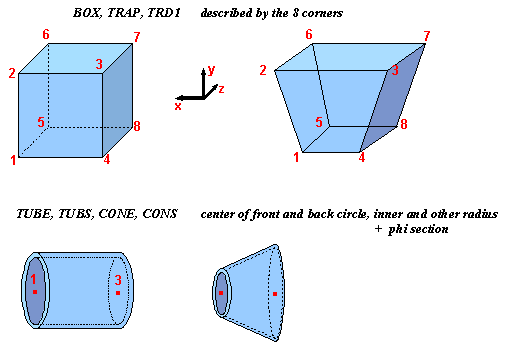 BOX, TRAP, TRD1 described by the 8 corners
6 7 6 7
2 3 2 3
y
z
x
5 8 5 8
1 4 1 4
TUBE, TUBS, CONE, CONS center of front and back circle, inner and other radius
+ phi section
1 3